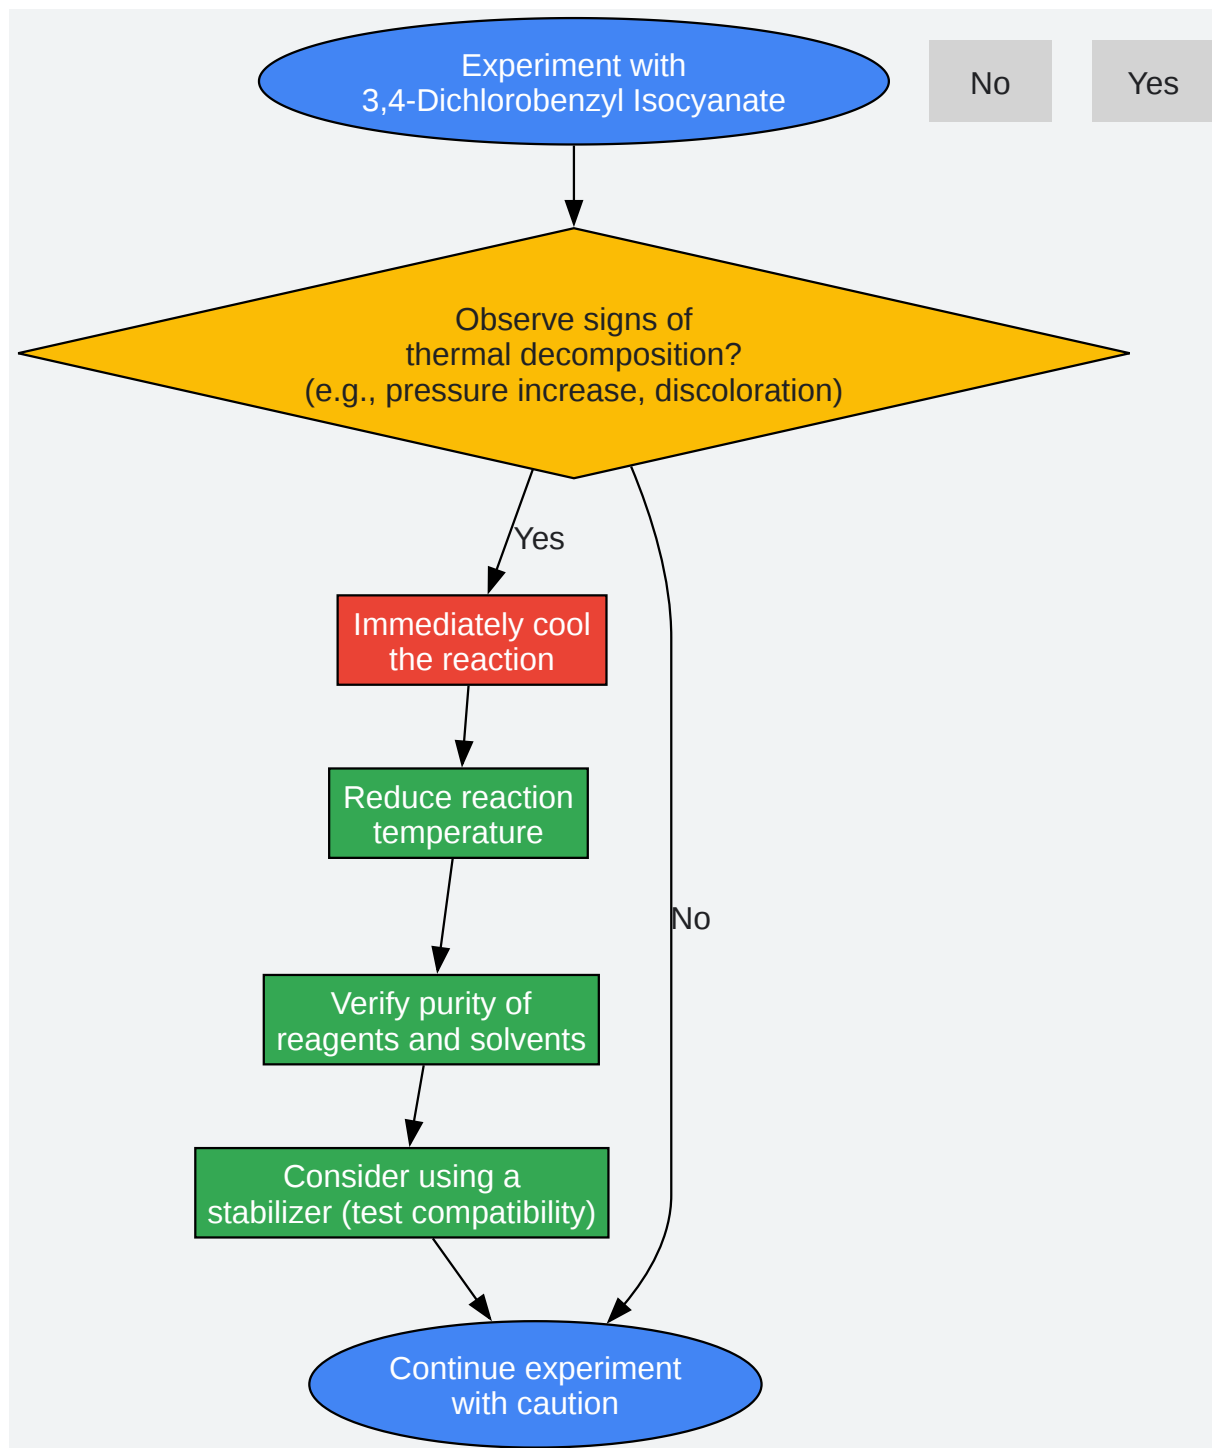 Experiment with
3,4-Dichlorobenzyl Isocyanate
No
Yes
Observe signs of
thermal decomposition?
(e.g., pressure increase, discoloration)
Yes
Immediately cool
the reaction
Reduce reaction
temperature
No
Verify purity of
reagents and solvents
Consider using a
stabilizer (test compatibility)
Continue experiment
with caution